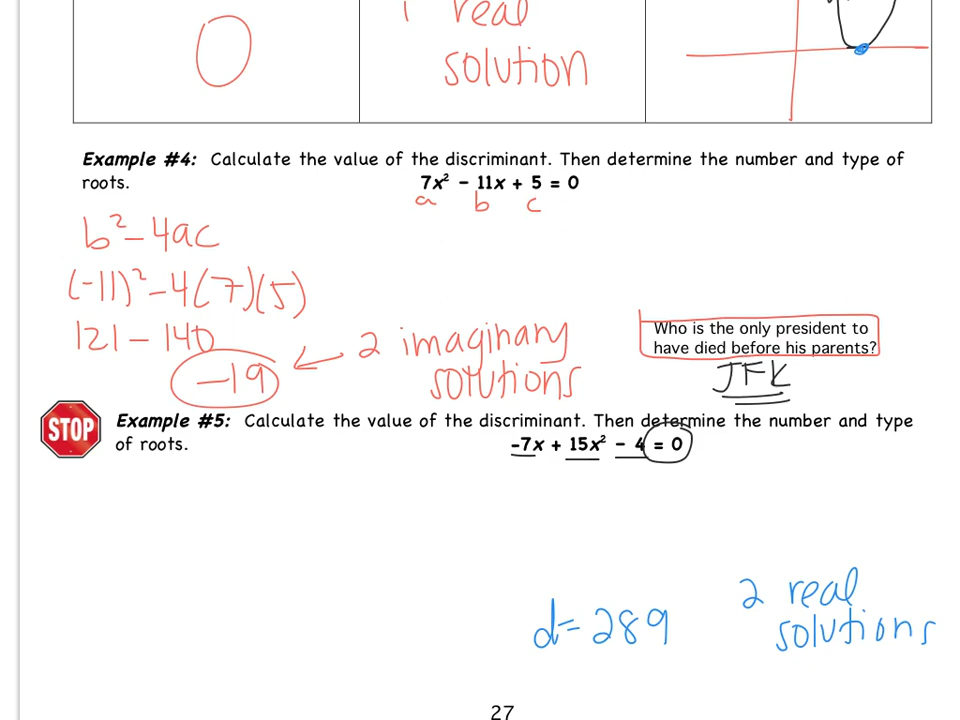 1 real
0
solution
Example #4: Calculate the value of the discriminant. Then determine the number and type of
roots.
7x² - 11x + 5 = 0
a b c
b² - 4ac
(-11)² - 4(7)(5)
121 - 140
-19
2 imaginary
solutions
Who is the only president to
have died before his parents?
JFK
STOP
Example #5: Calculate the value of the discriminant. Then determine the number and type
of roots.
-7x + 15x² - 4 = 0
d = 289
2 real
solutions
27